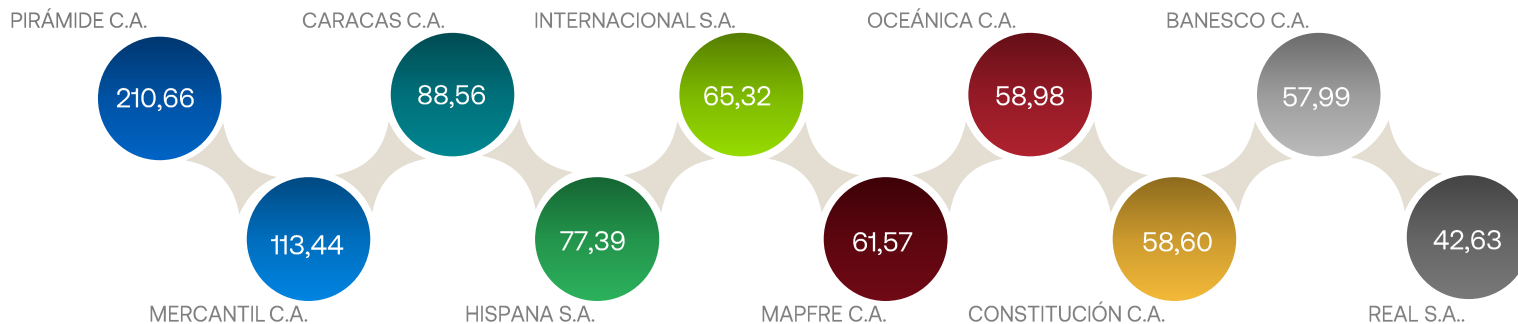 PIRÁMIDE C.A.
CARACAS C.A.
INTERNACIONAL S.A.
OCEÁNICA C.A.
BANESCO C.A.
210,66
88,56
65,32
58,98
57,99
113,44
77,39
61,57
58,60
42,63
MERCANTIL C.A.
HISPANA S.A.
MAPFRE C.A.
CONSTITUCIÓN C.A.
REAL S.A..